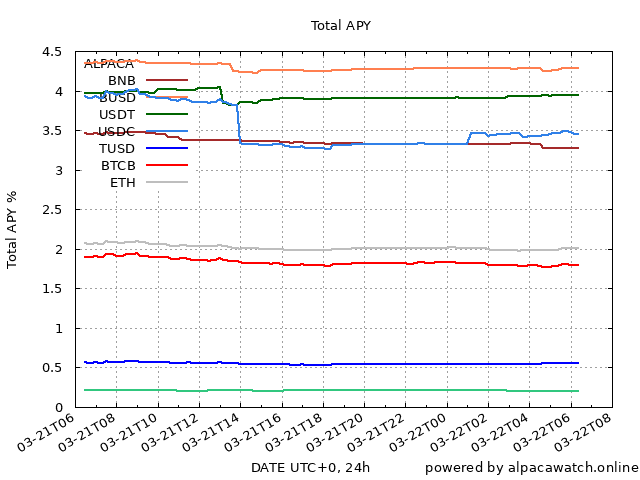 Total APY
Total APY %
4.5
4
3.5
3
2.5
2
1.5
1
0.5
0
ALPACA
BNB
BUSD
USDT
USDC
TUSD
BTCB
ETH
03-21T06
03-21T08
03-21T10
03-21T12
03-21T14
03-21T16
03-21T18
03-21T20
03-21T22
03-22T00
03-22T02
03-22T04
03-22T06
03-22T08
DATE UTC+0, 24h
powered by alpacawatch.online